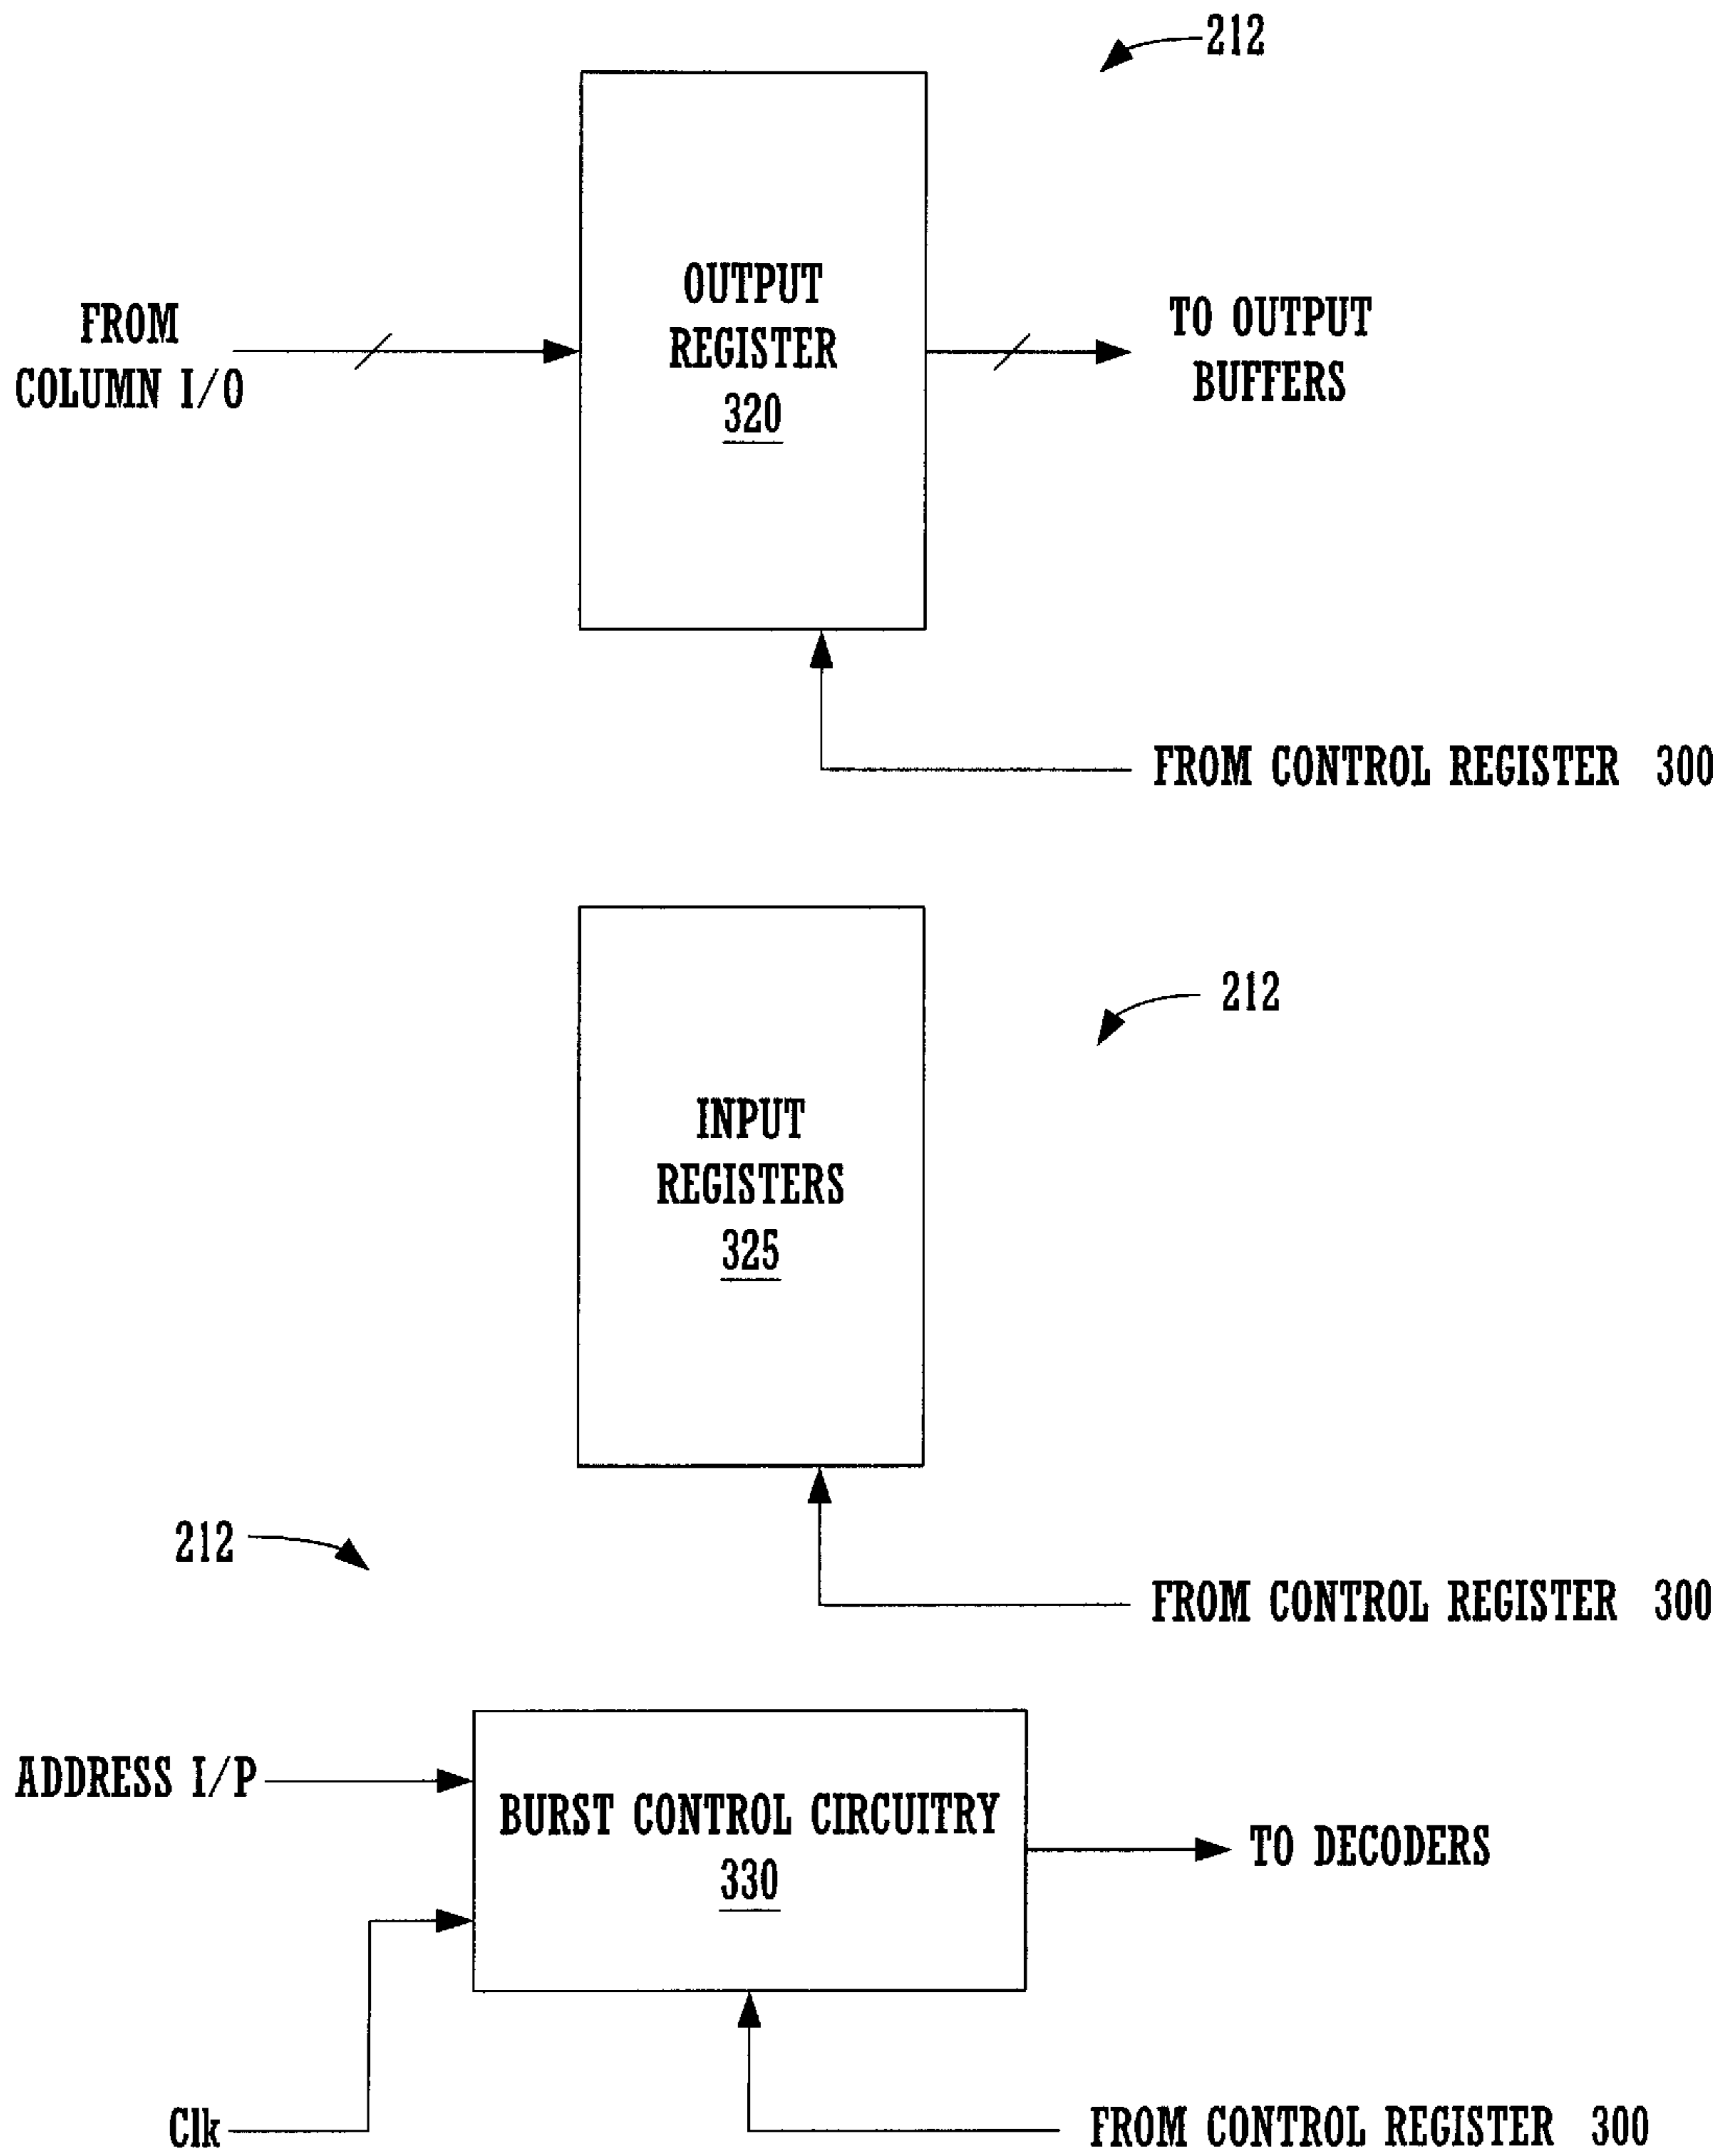 212
OUTPUT
REGISTER
320
FROM
COLUMN I/O
TO OUTPUT
BUFFERS
FROM CONTROL REGISTER 300
212
INPUT
REGISTERS
325
212
FROM CONTROL REGISTER 300
ADDRESS I/P
BURST CONTROL CIRCUITRY
330
TO DECODERS
Clk
FROM CONTROL REGISTER 300